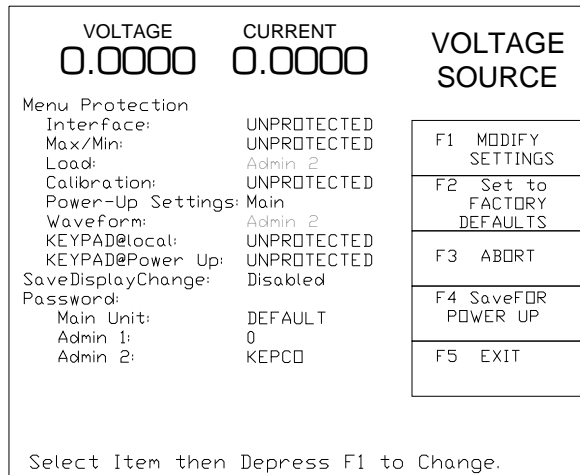 VOLTAGE CURRENT
0.0000 0.0000
VOLTAGE
SOURCE
Menu Protection
Interface: UNPROTECTED
Max/Min: UNPROTECTED
Load: Admin 2
Calibration: UNPROTECTED
Power-Up Settings: Main
Waveform: Admin 2
KEYPAD@local: UNPROTECTED
KEYPAD@Power Up: UNPROTECTED
SaveDisplayChange: Disabled
Password:
Main Unit: DEFAULT
Admin 1: 0
Admin 2: KEPCO
F1 MODIFY
SETTINGS
F2 Set to
FACTORY
DEFAULTS
F3 ABORT
F4 SaveFOR
POWER UP
F5 EXIT
Select Item then Depress F1 to Change.